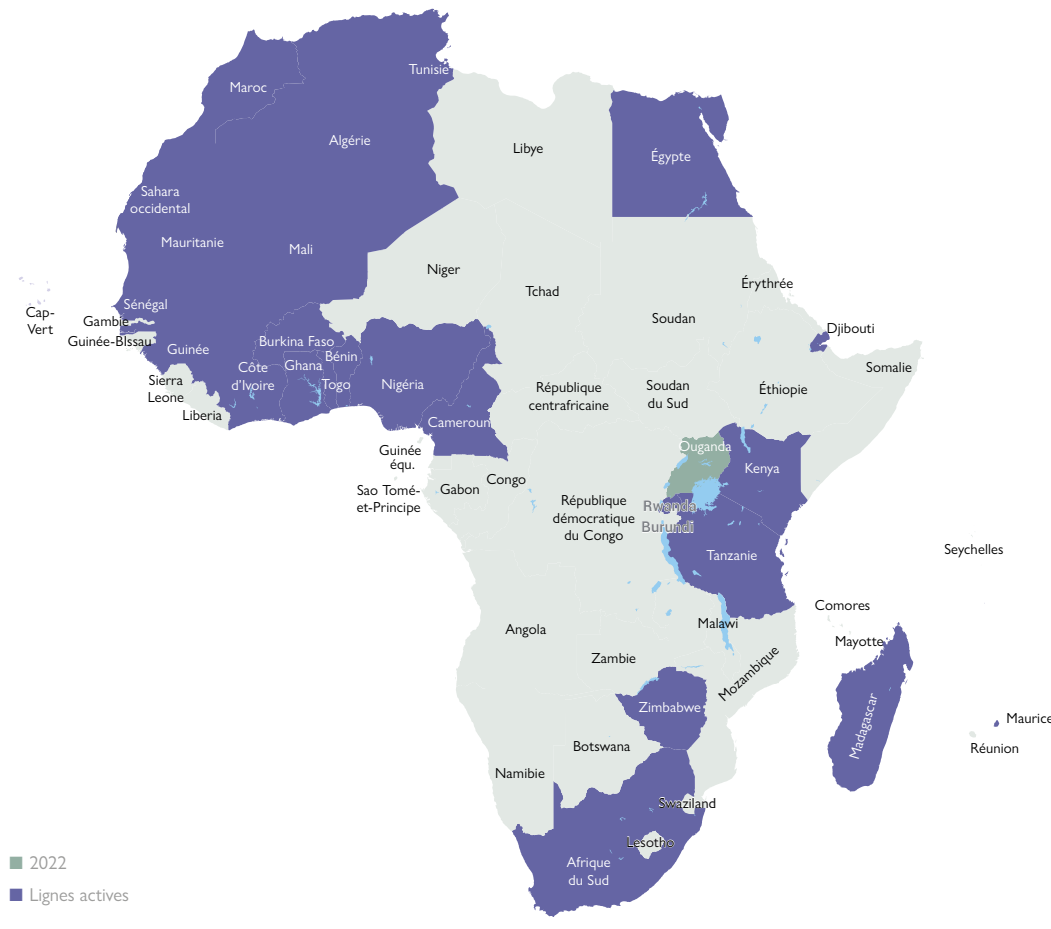 Tunisie
Maroc
Algérie
Libye
Égypte
Sahara
occidental
Mauritanie
Mali
Niger
Tchad
Érythrée
Cap-
Vert
Sénégal
Gambie
Soudan
Djibouti
Guinée-BIssau
Guinée
Burkina Faso
Bénin
Somalie
Côte
d'Ivoire
Ghana
Togo
Nigéria
Sierra
Leone
Liberia
République
centrafricaine
Soudan
du Sud
Éthiopie
Cameroun
Ouganda
Kenya
Guinée
équ.
Sao Tomé-
et-Principe
Gabon
Congo
République
démocratique
du Congo
Rwanda
Burundi
Tanzanie
Seychelles
Comores
Angola
Malawi
Mayotte
Zambie
Mozambique
Zimbabwe
Madagascar
Maurice
Réunion
Botswana
Namibie
Swaziland
Lesotho
Afrique
du Sud
2022
Lignes actives